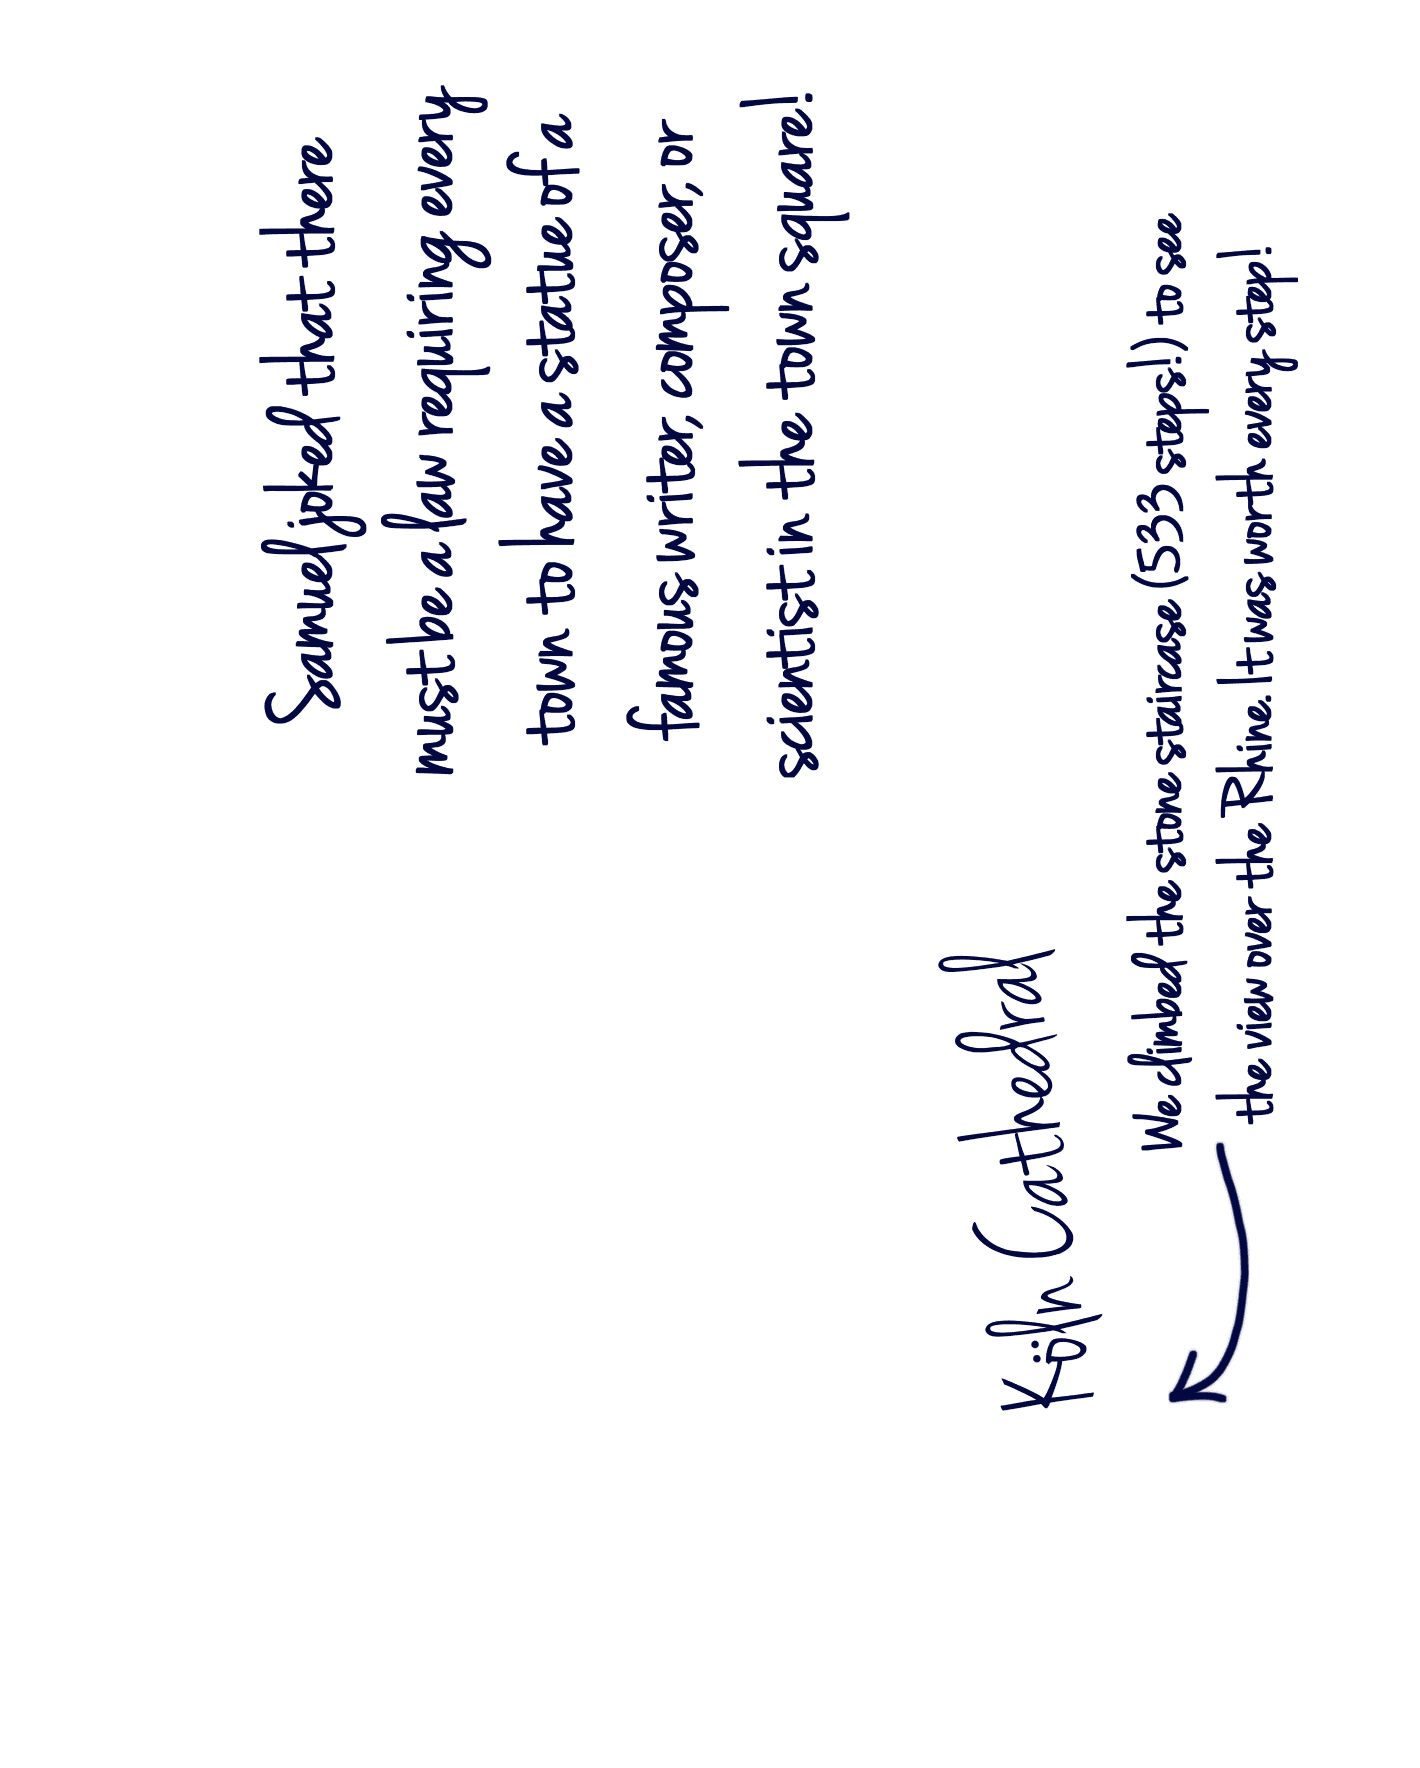 Samuel joked that there
must be a law requiring every
town to have a statue of a
famous writer, composer, or
scientist in the town square!
Köln Cathedral
We climbed the stone staircase (533 steps!) to see
the view over the Rhine. It was worth every step!